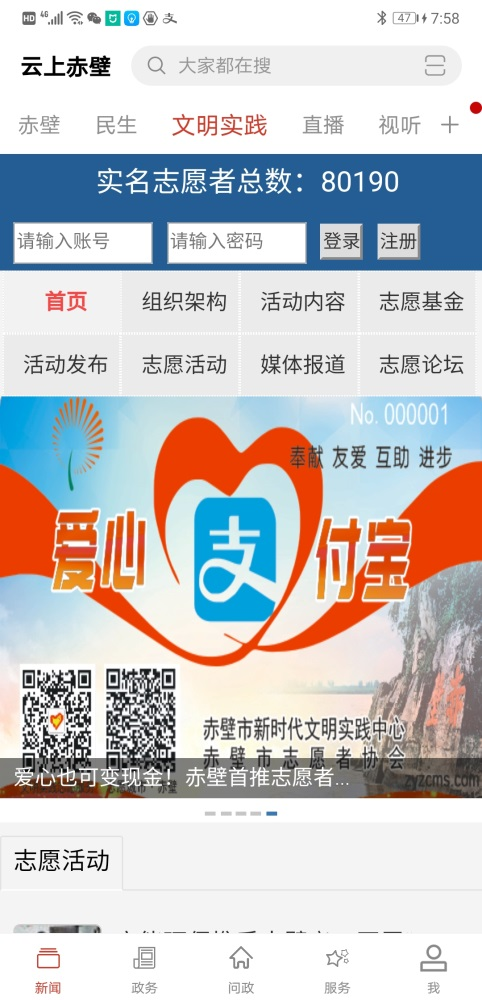 HD 4G 47 7:58
云上赤壁 大家都在搜
赤壁 民生 文明实践 直播 视听 +
实名志愿者总数：80190
请输入账号 请输入密码 登录 注册
首页 组织架构 活动内容 志愿基金
活动发布 志愿活动 媒体报道 志愿论坛
No. 000001
奉献 友爱 互助 进步
爱心 支 付宝
赤壁市新时代文明实践中心
赤壁市志愿者协会
爱心也可变现金！赤壁首推志愿者...
zyzcms.com
志愿活动
新闻 政务 问政 服务 我